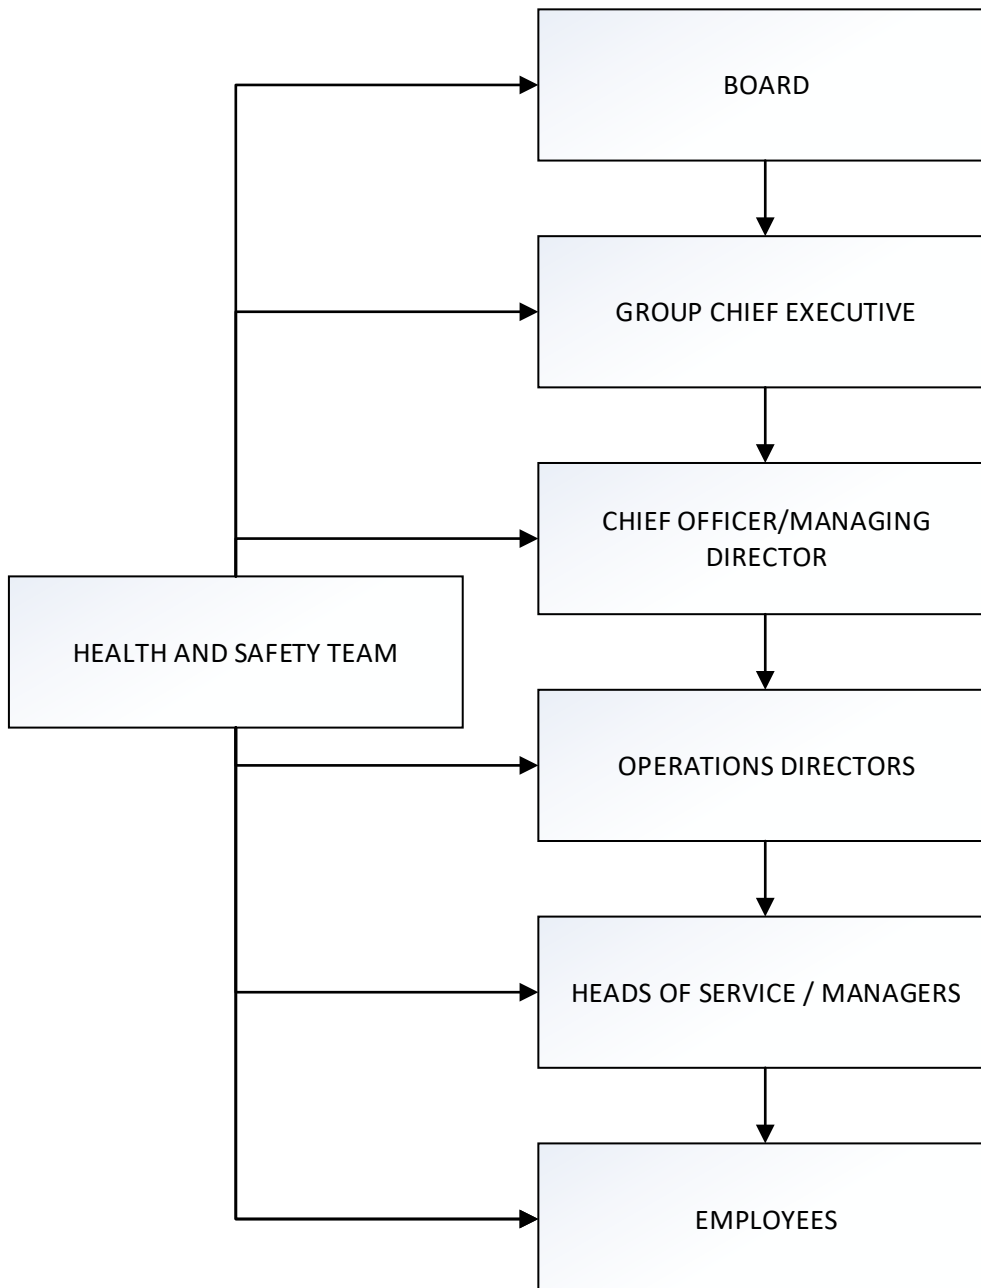 BOARD
GROUP CHIEF EXECUTIVE
CHIEF OFFICER/MANAGING
DIRECTOR
HEALTH AND SAFETY TEAM
OPERATIONS DIRECTORS
HEADS OF SERVICE / MANAGERS
EMPLOYEES